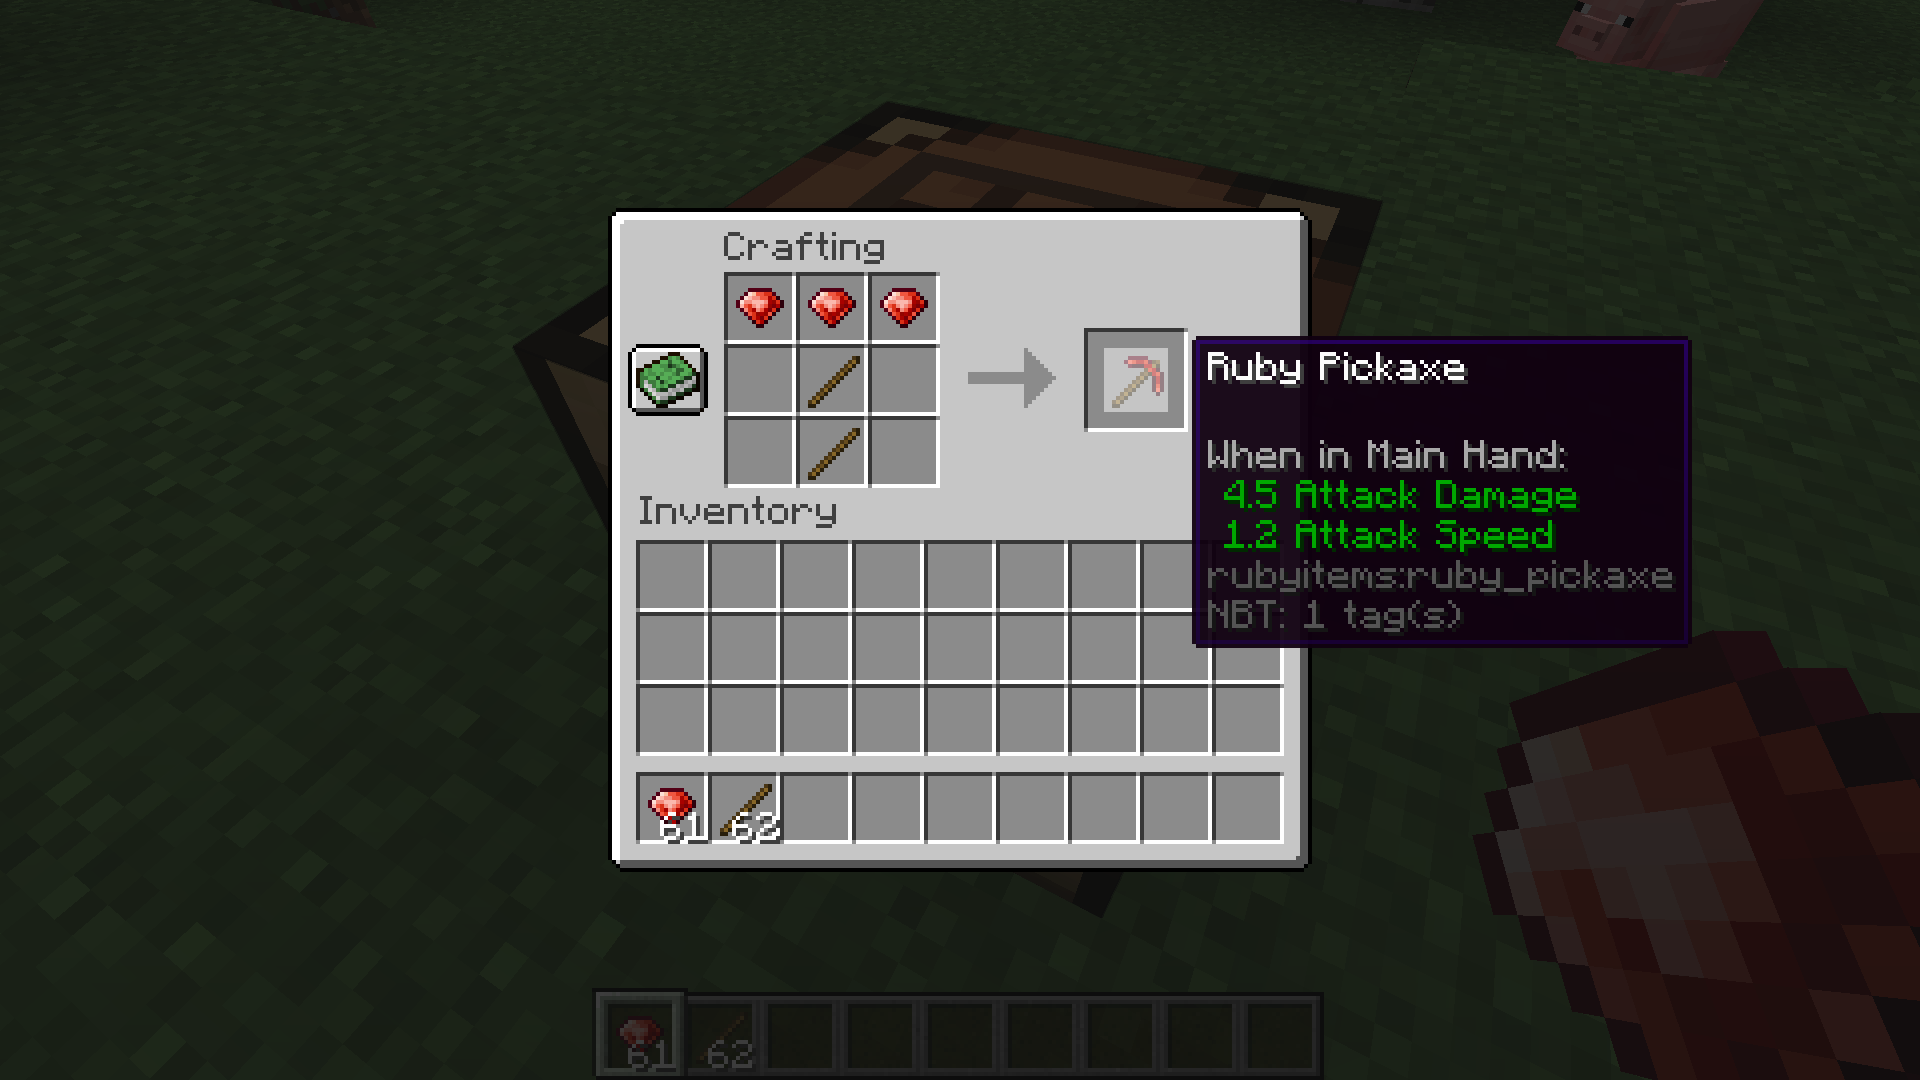 Crafting
Ruby Pickaxe
When in Main Hand:
4.5 Attack Damage
1.2 Attack Speed
rubyitems:ruby_pickaxe
NBT: 1 tag(s)
Inventory
61 62
61 62